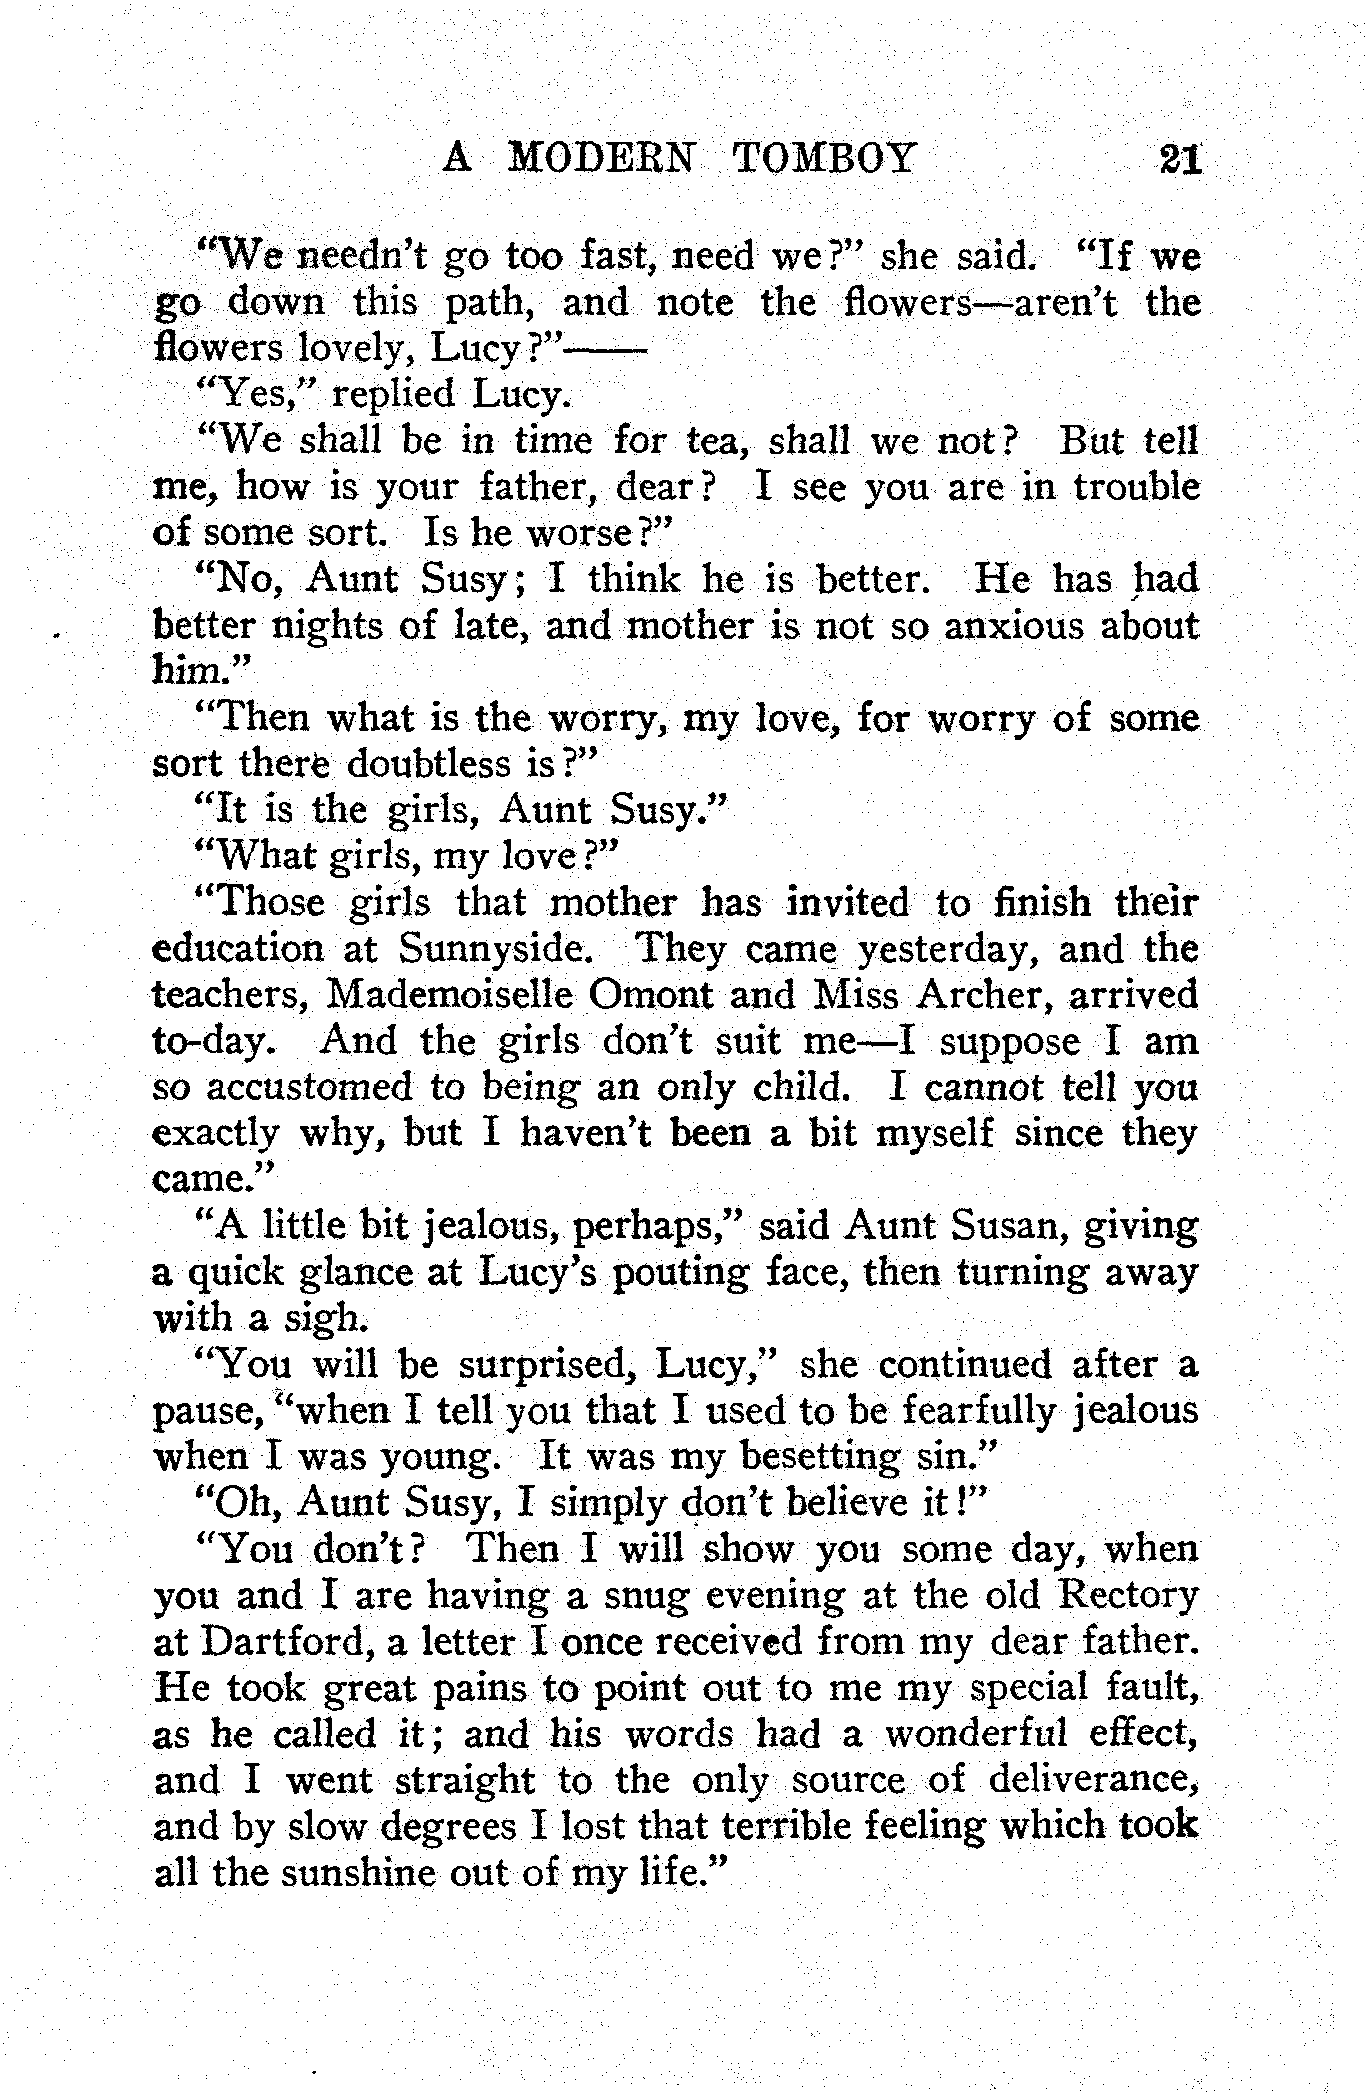 A MODERN TOMBOY 21
“We needn’t go too fast, need we?” she said. “If we
go down this path, and note the flowers—aren’t the
flowers lovely, Lucy?”——
“Yes,” replied Lucy.
“We shall be in time for tea, shall we not? But tell
me, how is your father, dear? I see you are in trouble
of some sort. Is he worse?”
“No, Aunt Susy; I think he is better. He has had
better nights of late, and mother is not so anxious about
him.”
“Then what is the worry, my love, for worry of some
sort there doubtless is?”
“It is the girls, Aunt Susy.”
“What girls, my love?”
“Those girls that mother has invited to finish their
education at Sunnyside. They came yesterday, and the
teachers, Mademoiselle Omont and Miss Archer, arrived
to-day. And the girls don’t suit me—I suppose I am
so accustomed to being an only child. I cannot tell you
exactly why, but I haven’t been a bit myself since they
came.”
“A little bit jealous, perhaps,” said Aunt Susan, giving
a quick glance at Lucy’s pouting face, then turning away
with a sigh.
“You will be surprised, Lucy,” she continued after a
pause, “when I tell you that I used to be fearfully jealous
when I was young. It was my besetting sin.”
“Oh, Aunt Susy, I simply don’t believe it!”
“You don’t? Then I will show you some day, when
you and I are having a snug evening at the old Rectory
at Dartford, a letter I once received from my dear father.
He took great pains to point out to me my special fault,
as he called it; and his words had a wonderful effect,
and I went straight to the only source of deliverance,
and by slow degrees I lost that terrible feeling which took
all the sunshine out of my life.”